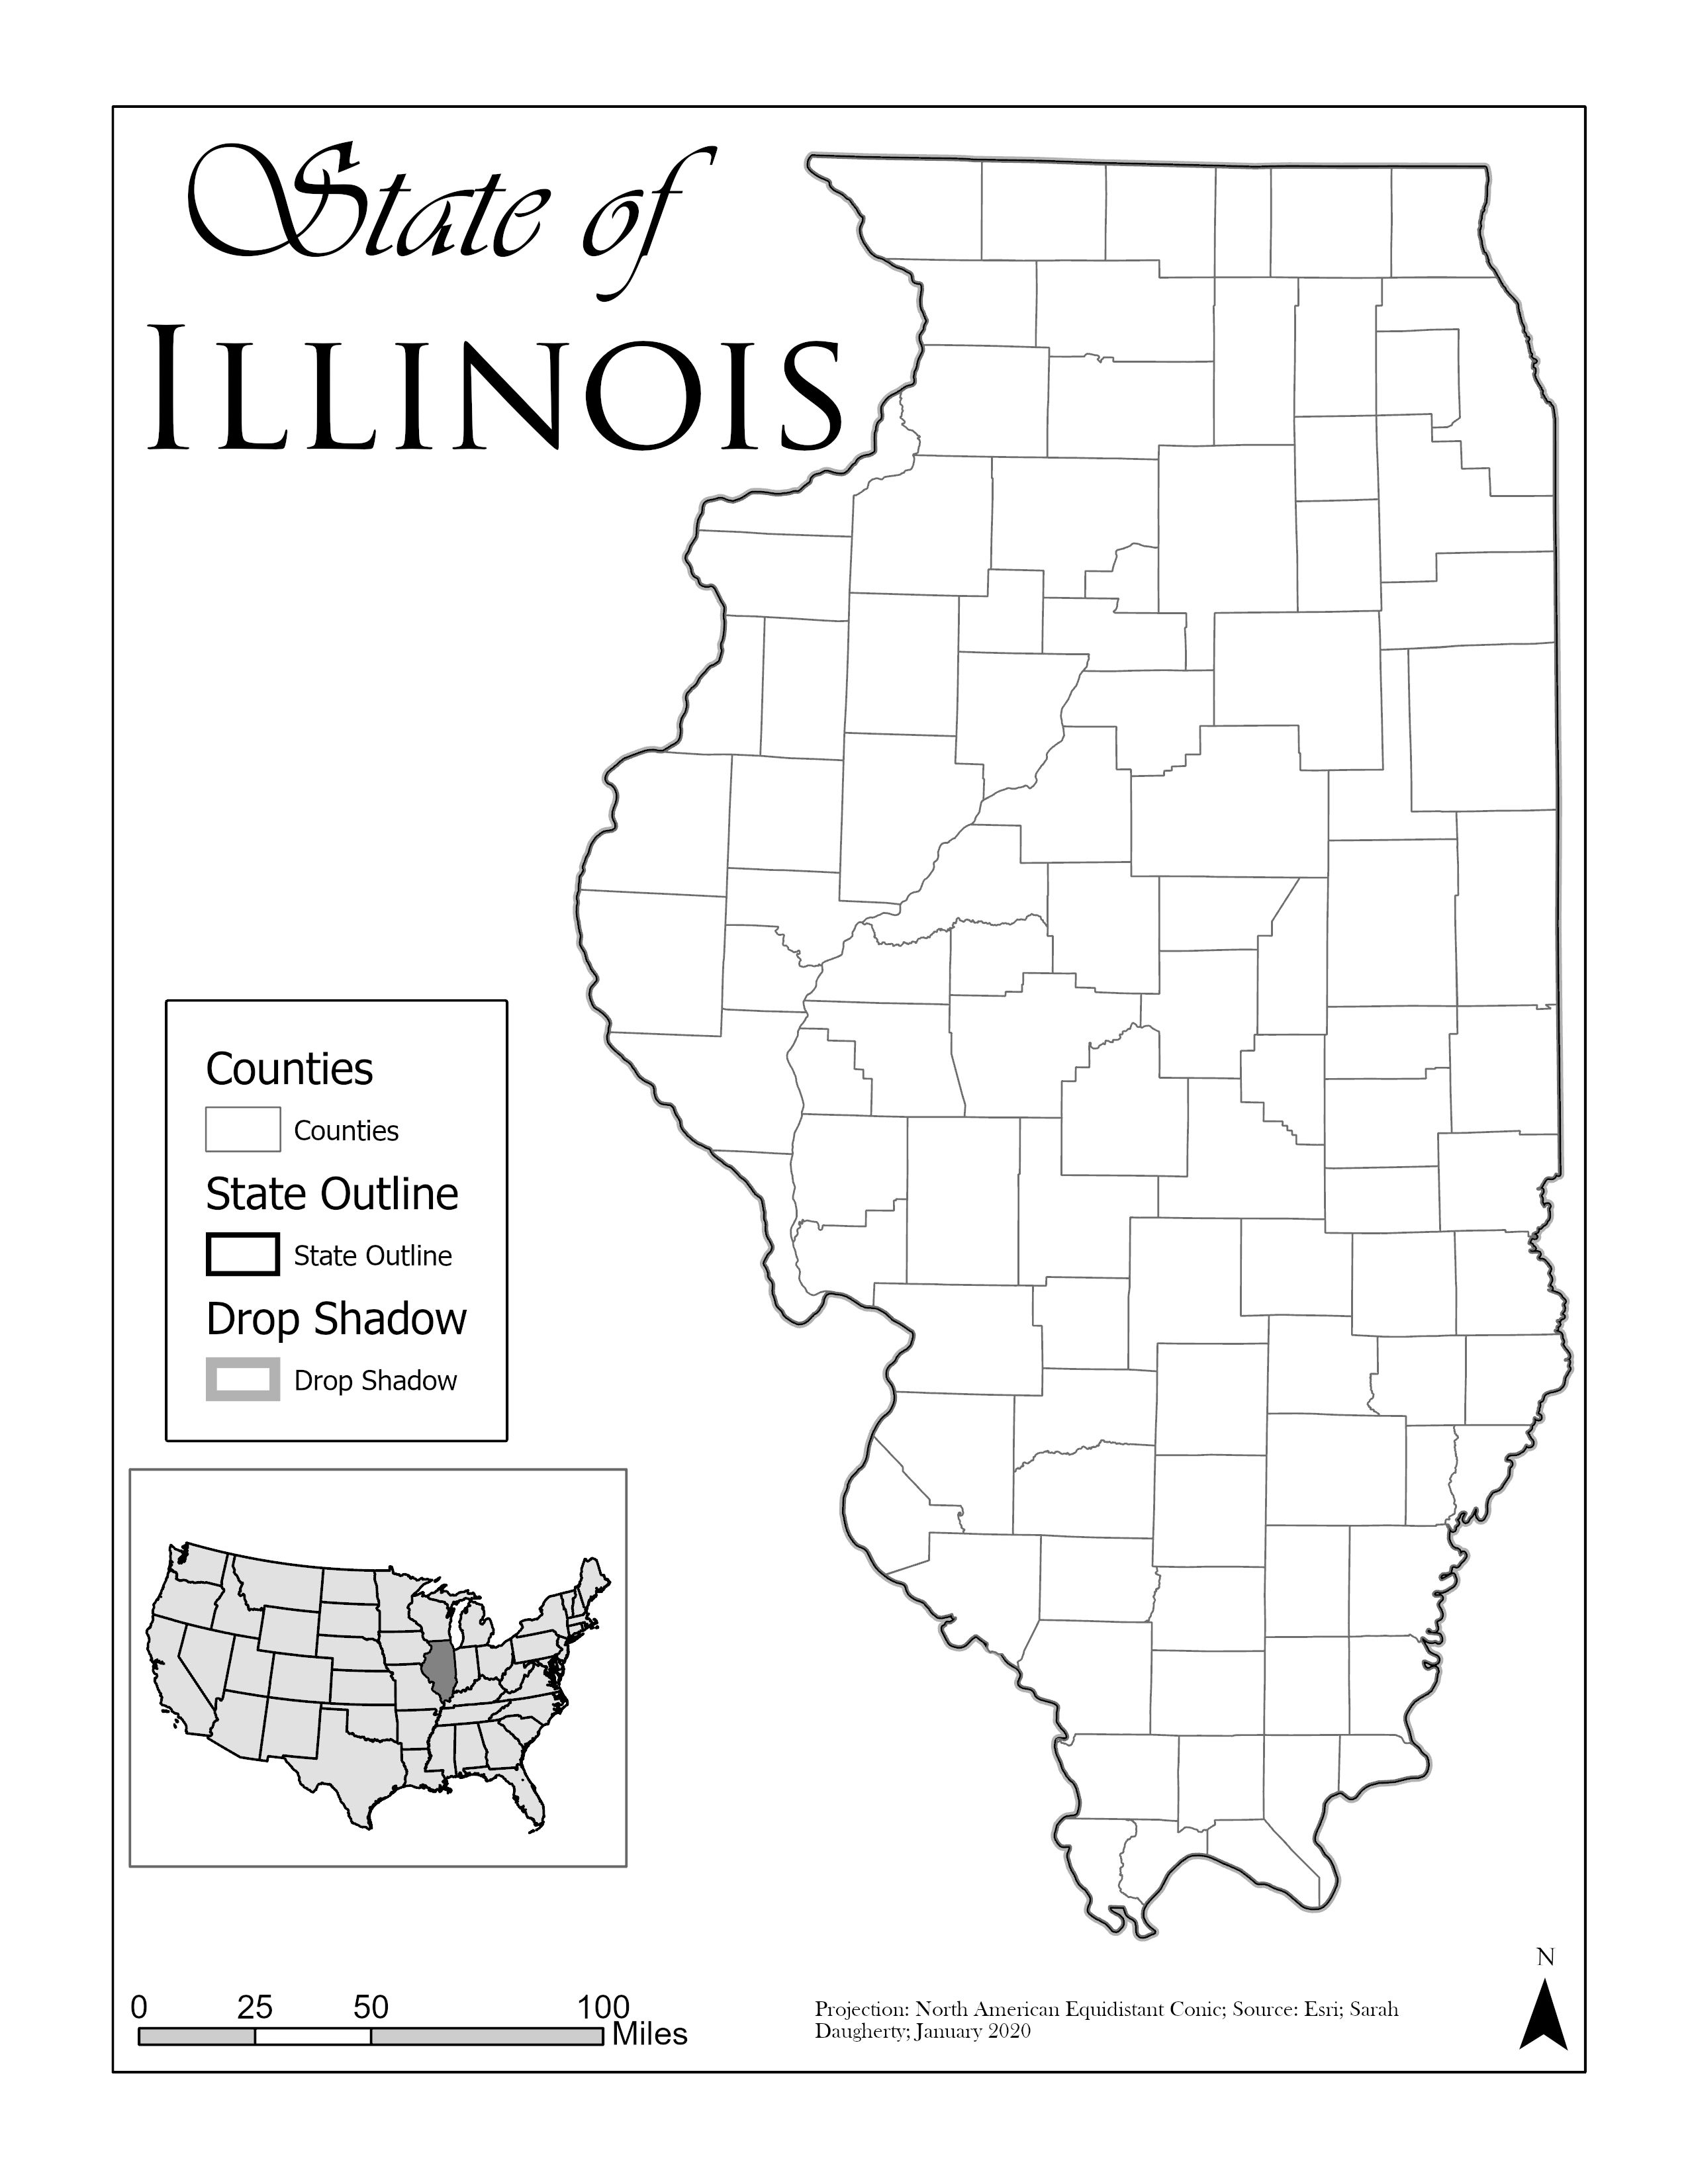 State of
ILLINOIS
Counties
Counties
State Outline
State Outline
Drop Shadow
Drop Shadow
0 25 50 100
Miles
Projection: North American Equidistant Conic; Source: Esri; Sarah
Daugherty; January 2020
N